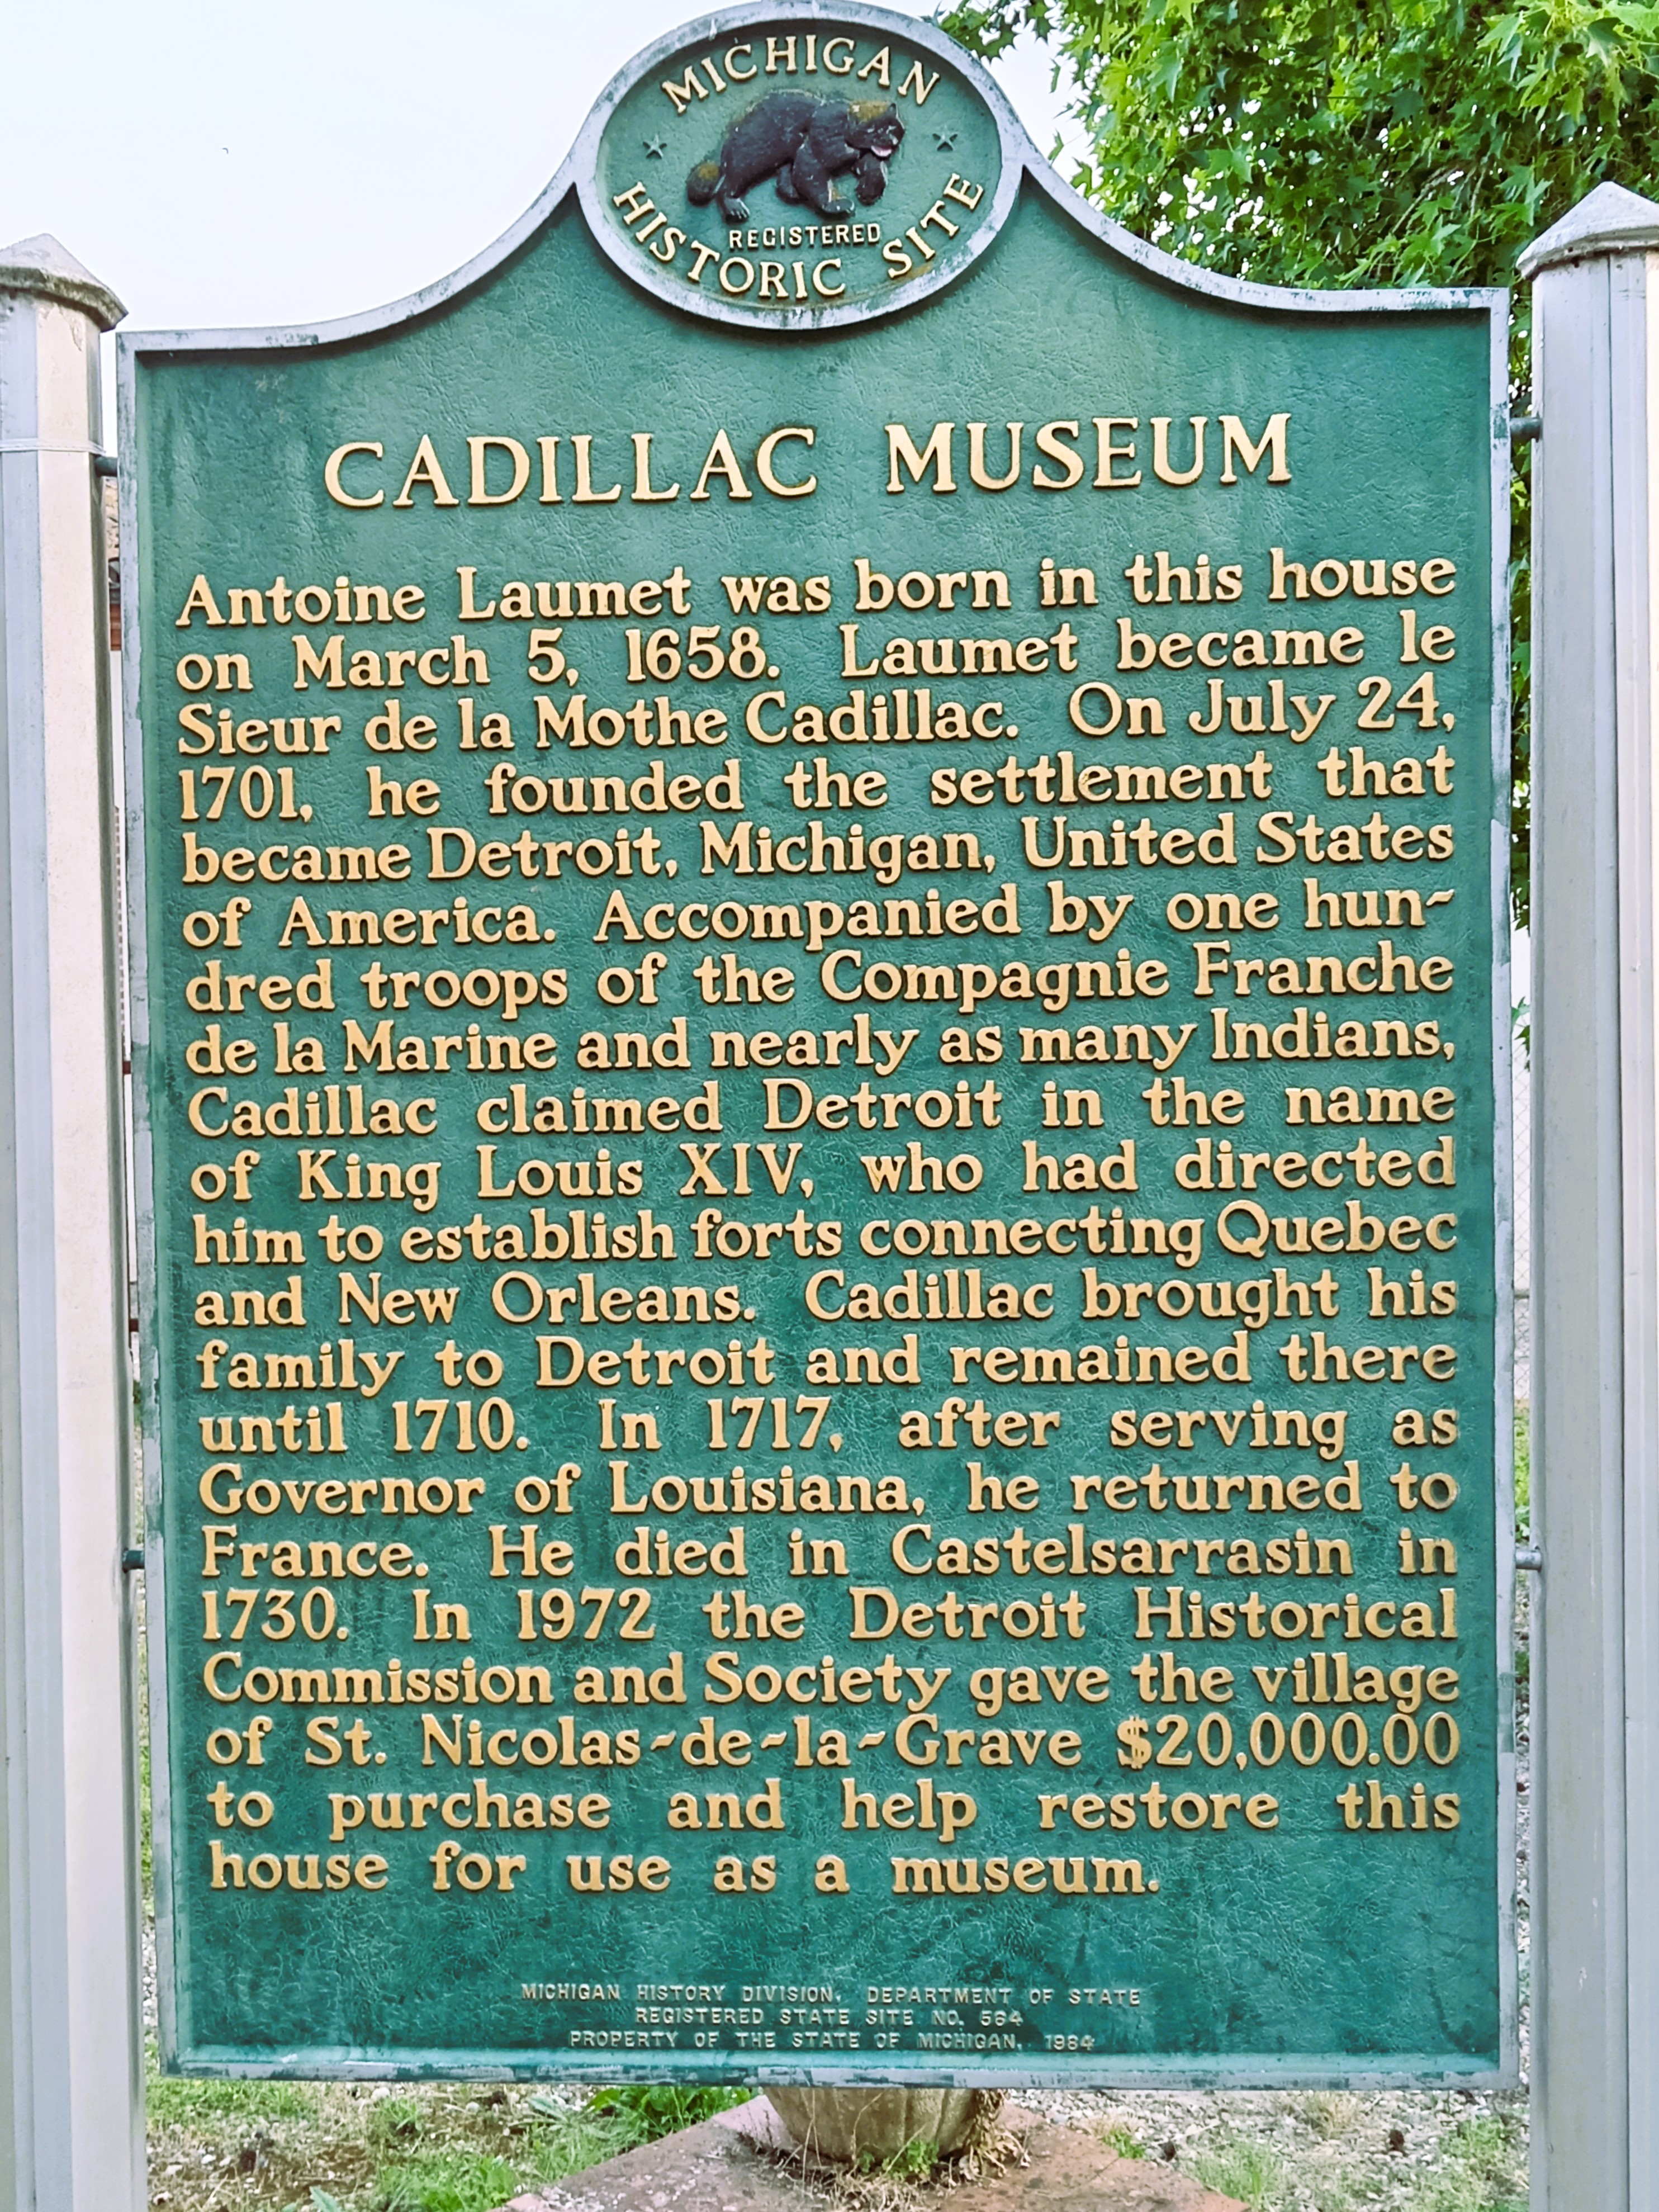 MICHIGAN
REGISTERED
HISTORIC SITE
CADILLAC MUSEUM
Antoine Laumet was born in this house
on March 5, 1658. Laumet became le
Sieur de la Mothe Cadillac. On July 24,
1701, he founded the settlement that
became Detroit, Michigan, United States
of America. Accompanied by one hun-
dred troops of the Compagnie Franche
de la Marine and nearly as many Indians,
Cadillac claimed Detroit in the name
of King Louis XIV, who had directed
him to establish forts connecting Quebec
and New Orleans. Cadillac brought his
family to Detroit and remained there
until 1710. In 1717, after serving as
Governor of Louisiana, he returned to
France. He died in Castelsarrasin in
1730. In 1972 the Detroit Historical
Commission and Society gave the village
of St. Nicolas-de-la-Grave $20,000.00
to purchase and help restore this
house for use as a museum.
MICHIGAN HISTORY DIVISION, DEPARTMENT OF STATE
REGISTERED STATE SITE NO. 564
PROPERTY OF THE STATE OF MICHIGAN, 1984